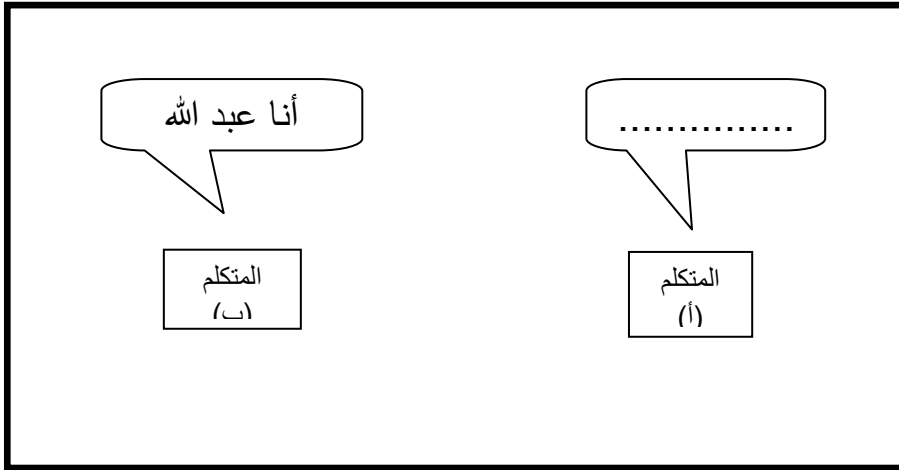 ...............
المتكلم
(أ)
أنا عبد الله
المتكلم
(ب)